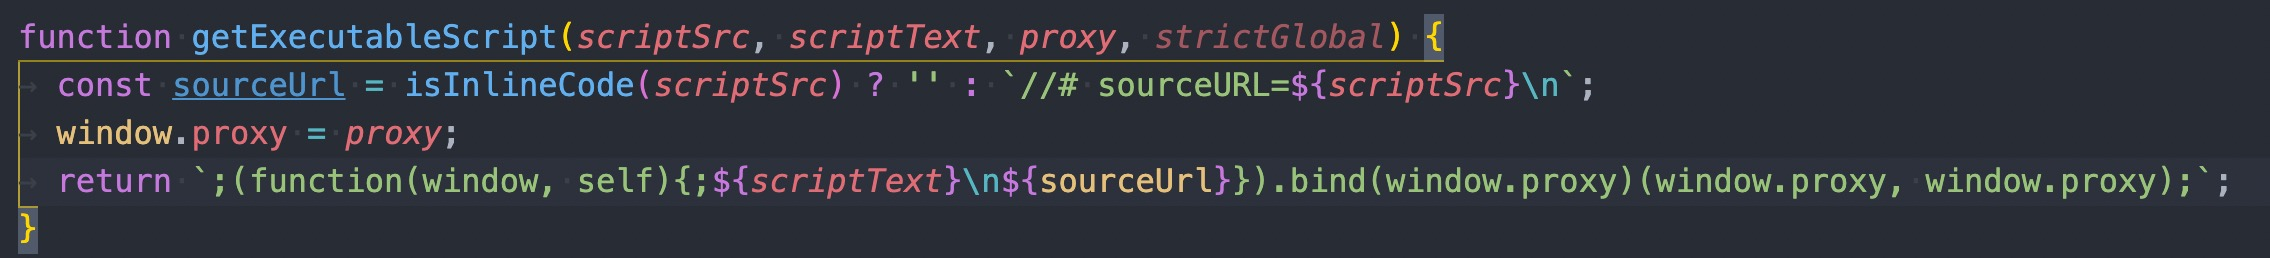 function getExecutableScript(scriptSrc, scriptText, proxy, strictGlobal) {
const sourceUrl = isInlineCode(scriptSrc) ? '' : `//# sourceURL=${scriptSrc}\n`;
window.proxy = proxy;
return `;(function(window, self){;${scriptText}\n${sourceUrl}}).bind(window.proxy)(window.proxy, window.proxy);`;
}